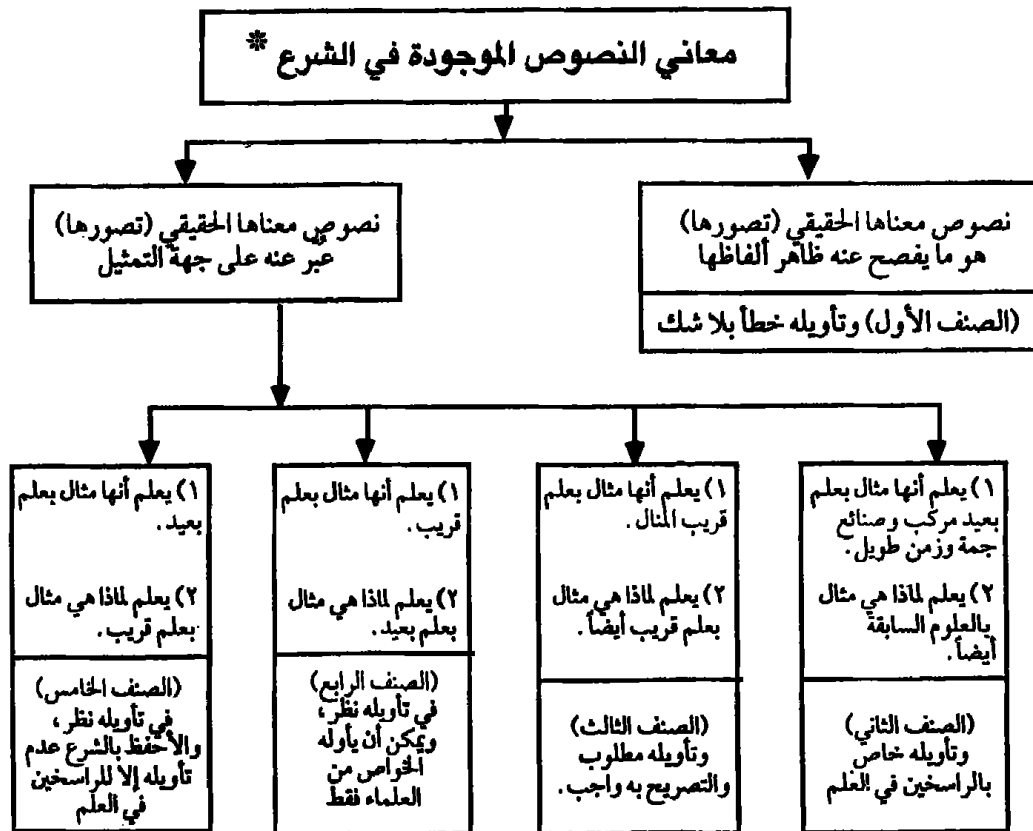 معاني النصوص الموجودة في الشرع *
نصوص معناها الحقيقي (تصورها)
هو ما يفصح عنه ظاهر ألفاظها
(الصنف الأول) وتأويله خطأ بلا شك
نصوص معناها الحقيقي (تصورها)
عبّر عنه على جهة التمثيل
١) يعلم أنها مثال بعلم
بعيد مركب وصنائع
جمة وزمن طويل.
٢) يعلم لماذا هي مثال
بالعلوم السابقة
أيضاً.
(الصنف الثاني)
وتأويله خاص
بالراسخين في العلم
١) يعلم أنها مثال بعلم
قريب المنال.
٢) يعلم لماذا هي مثال
بعلم قريب أيضاً.
(الصنف الثالث)
وتأويله مطلوب
والتصريح به واجب.
١) يعلم أنها مثال بعلم
قريب.
٢) يعلم لماذا هي مثال
بعلم بعيد.
(الصنف الرابع)
في تأويله نظر،
ويمكن أن يأوله
الخواص من
العلماء فقط
١) يعلم أنها مثال بعلم
بعيد.
٢) يعلم لماذا هي مثال
بعلم قريب.
(الصنف الخامس)
في تأويله نظر،
والأحفظ بالشرع عدم
تأويله إلا للراسخين
في العلم